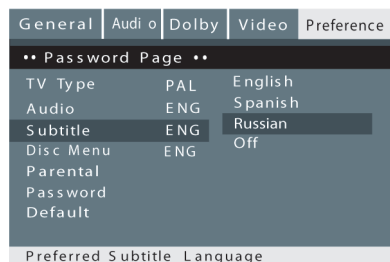 General Audio Dolby Video Preference
•• Password Page ••
TV Type PAL English
Audio ENG Spanish
Subtitle ENG Russian
Disc Menu ENG Off
Parental
Password
Default
Preferred Subtitle Language